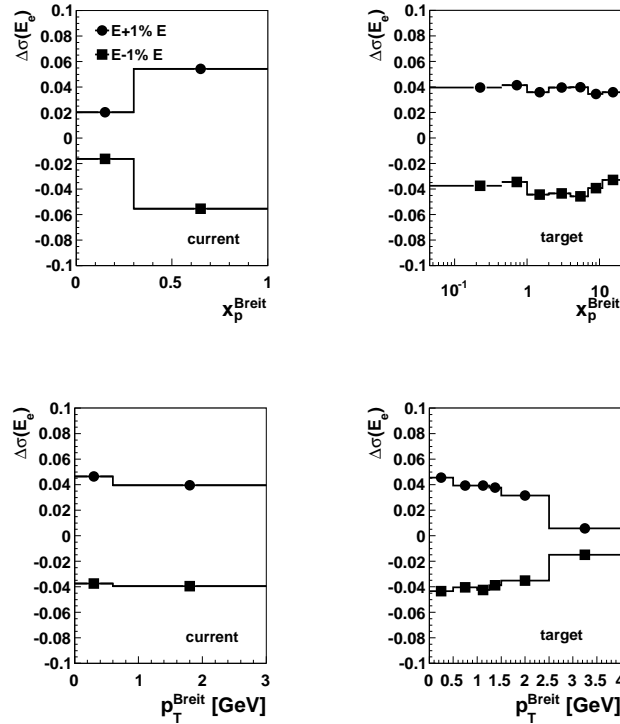 Δσ(E_e)
0.1
0.08
0.06
0.04
0.02
0
-0.02
-0.04
-0.06
-0.08
-0.1
E+1% E
E-1% E
current
0 0.5 1
x_p^Breit
Δσ(E_e)
0.1
0.08
0.06
0.04
0.02
0
-0.02
-0.04
-0.06
-0.08
-0.1
target
10^-1 1 10
x_p^Breit
Δσ(E_e)
0.1
0.08
0.06
0.04
0.02
0
-0.02
-0.04
-0.06
-0.08
-0.1
current
0 1 2 3
p_T^Breit [GeV]
Δσ(E_e)
0.1
0.08
0.06
0.04
0.02
0
-0.02
-0.04
-0.06
-0.08
-0.1
target
0 0.5 1 1.5 2 2.5 3 3.5 4
p_T^Breit [GeV]